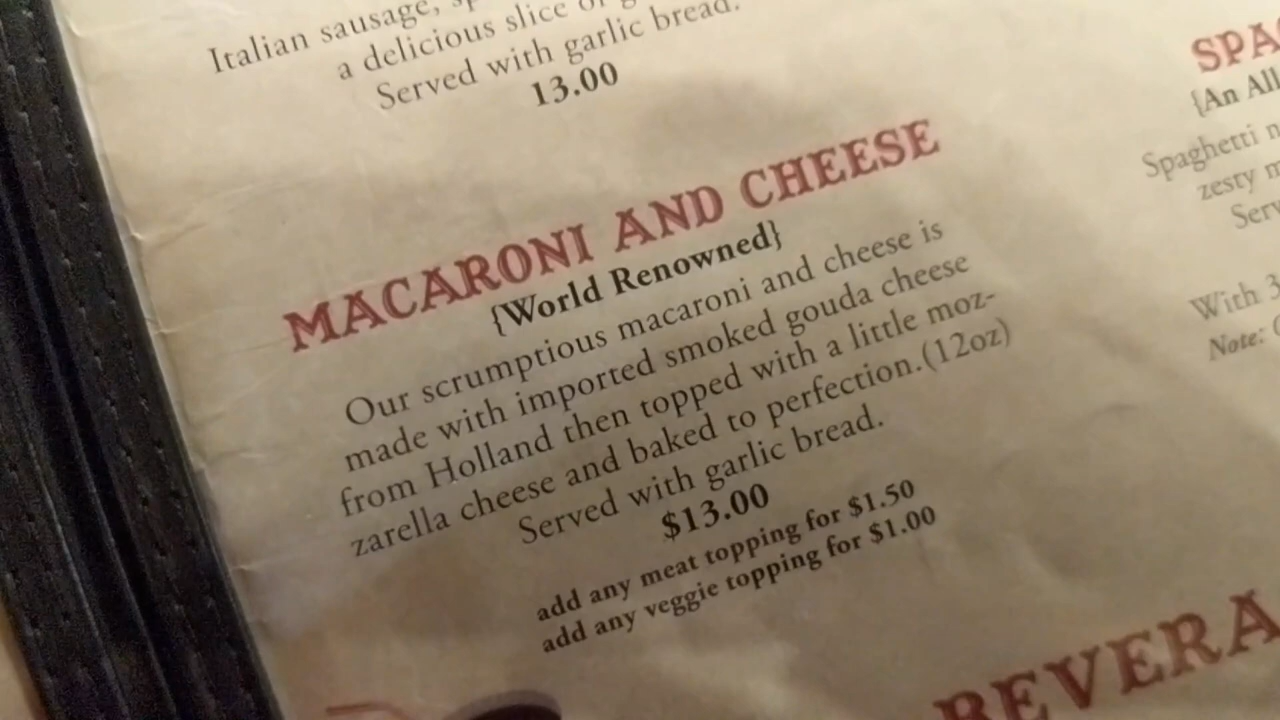 Italian sausage,
a delicious slice of
Served with garlic bread.
13.00
MACARONI AND CHEESE
{World Renowned}
Our scrumptious macaroni and cheese is
made with imported smoked gouda cheese
from Holland then topped with a little moz-
zarella cheese and baked to perfection.(12oz)
Served with garlic bread.
$13.00
add any meat topping for $1.50
add any veggie topping for $1.00
SPA
{An All
Spaghetti
zesty
With 3
Note:
BEVERA